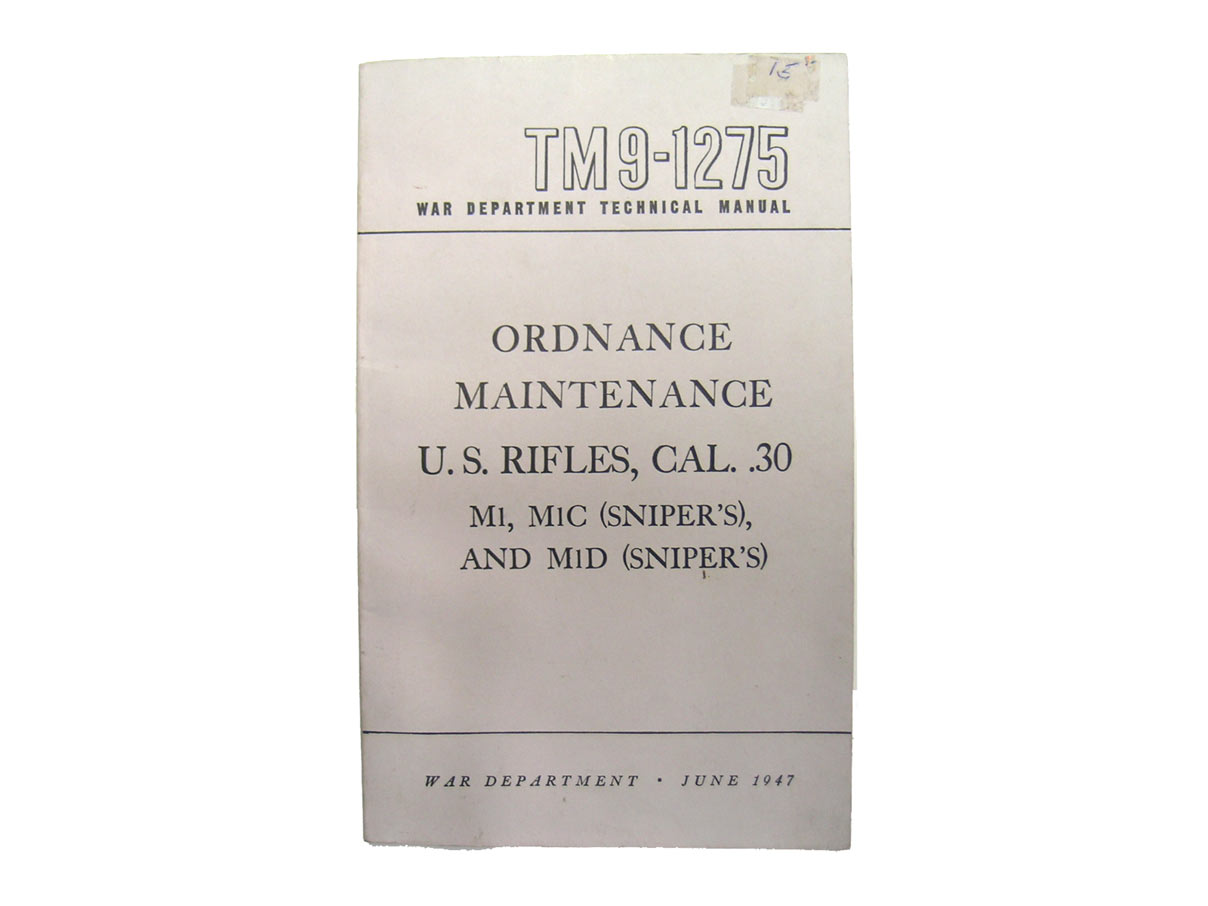 TM 9-1275
WAR DEPARTMENT TECHNICAL MANUAL
ORDNANCE
MAINTENANCE
U. S. RIFLES, CAL. .30
M1, M1C (SNIPER'S),
AND M1D (SNIPER'S)
WAR DEPARTMENT • JUNE 1947